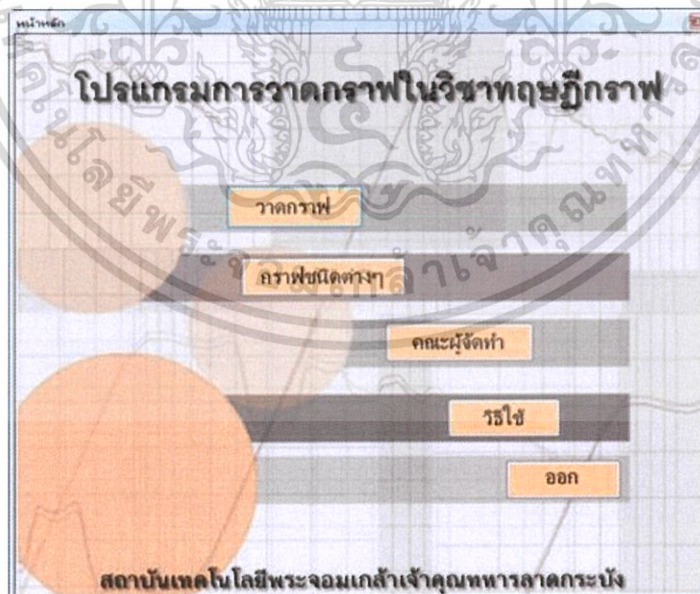 หน้าหลัก
โปรแกรมการวาดกราฟในวิชาทฤษฎีกราฟ
วาดกราฟ
กราฟชนิดต่างๆ
คณะผู้จัดทำ
วิธีใช้
ออก
สถาบันเทคโนโลยีพระจอมเกล้าเจ้าคุณทหารลาดกระบัง